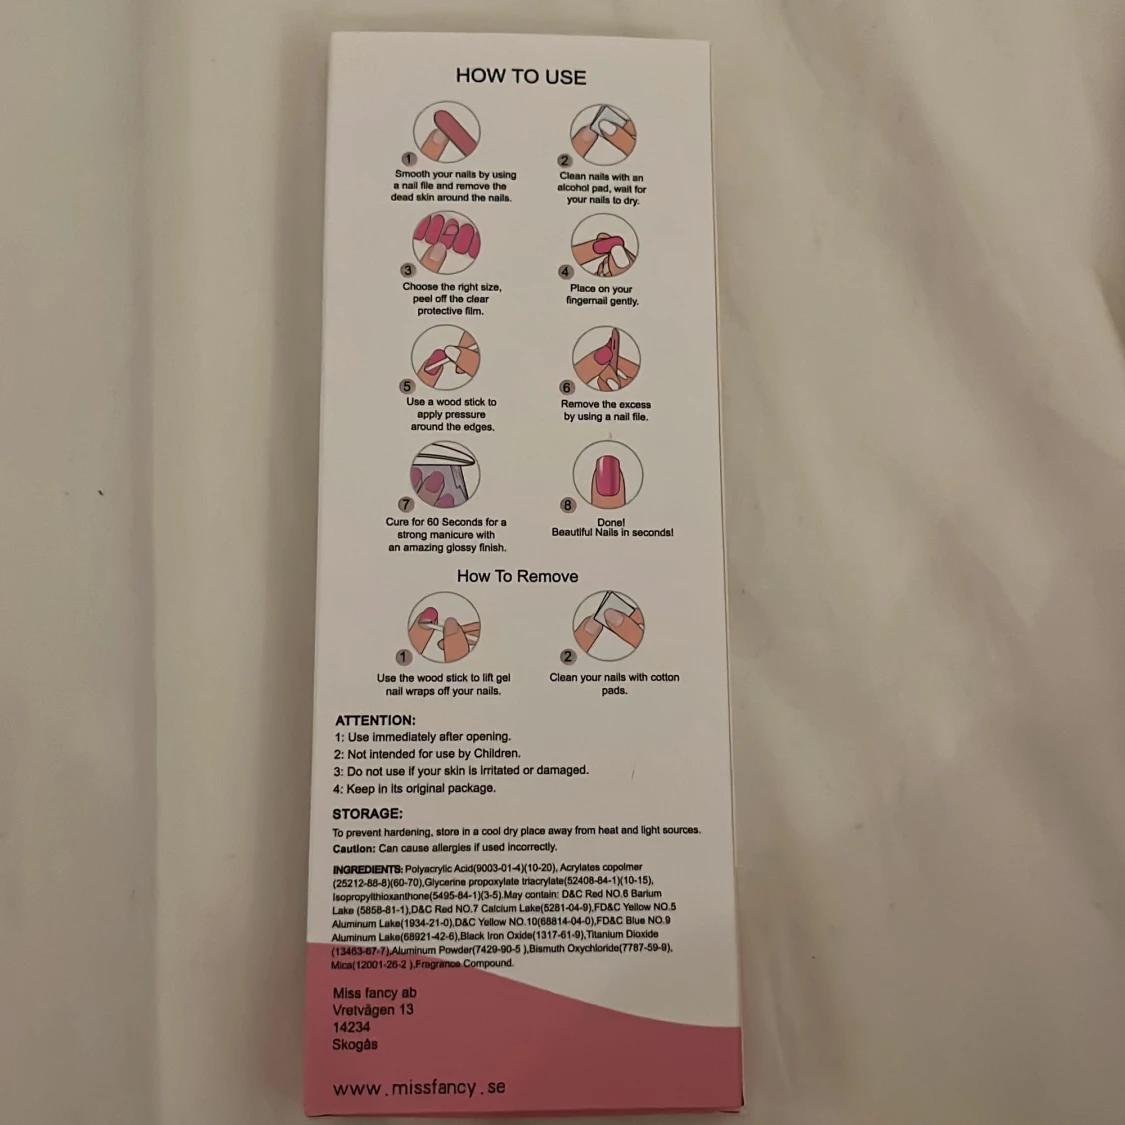 HOW TO USE
1
Smooth your nails by using
a nail file and remove the
dead skin around the nails.
2
Clean nails with an
alcohol pad, wait for
your nails to dry.
3
Choose the right size,
peel off the clear
protective film.
4
Place on your
fingernail gently.
5
Use a wood stick to
apply pressure
around the edges.
6
Remove the excess
by using a nail file.
7
Cure for 60 Seconds for a
strong manicure with
an amazing glossy finish.
8
Done!
Beautiful Nails in seconds!
How To Remove
1
Use the wood stick to lift gel
nail wraps off your nails.
2
Clean your nails with cotton
pads.
ATTENTION:
1: Use immediately after opening.
2: Not intended for use by Children.
3: Do not use if your skin is irritated or damaged.
4: Keep in its original package.
STORAGE:
To prevent hardening, store in a cool dry place away from heat and light sources.
Caution: Can cause allergies if used incorrectly.
INGREDIENTS: Polyacrylic Acid(9003-01-4)(10-20), Acrylates copolmer
(25212-88-8)(60-70),Glycerine propoxylate triacrylate(52408-84-1)(10-15),
Isopropylthioxanthone(5495-84-1)(3-5).May contain: D&C Red NO.6 Barium
Lake (5858-81-1),D&C Red NO.7 Calcium Lake(5281-04-9),FD&C Yellow NO.5
Aluminum Lake(1934-21-0),D&C Yellow NO.10(68814-04-0),FD&C Blue NO.9
Aluminum Lake(68921-42-6),Black Iron Oxide(1317-61-9),Titanium Dioxide
(13463-67-7),Aluminum Powder(7429-90-5 ),Bismuth Oxychloride(7787-59-9),
Mica(12001-26-2 ),Fragrance Compound.
Miss fancy ab
Vretvägen 13
14234
Skogås
www.missfancy.se